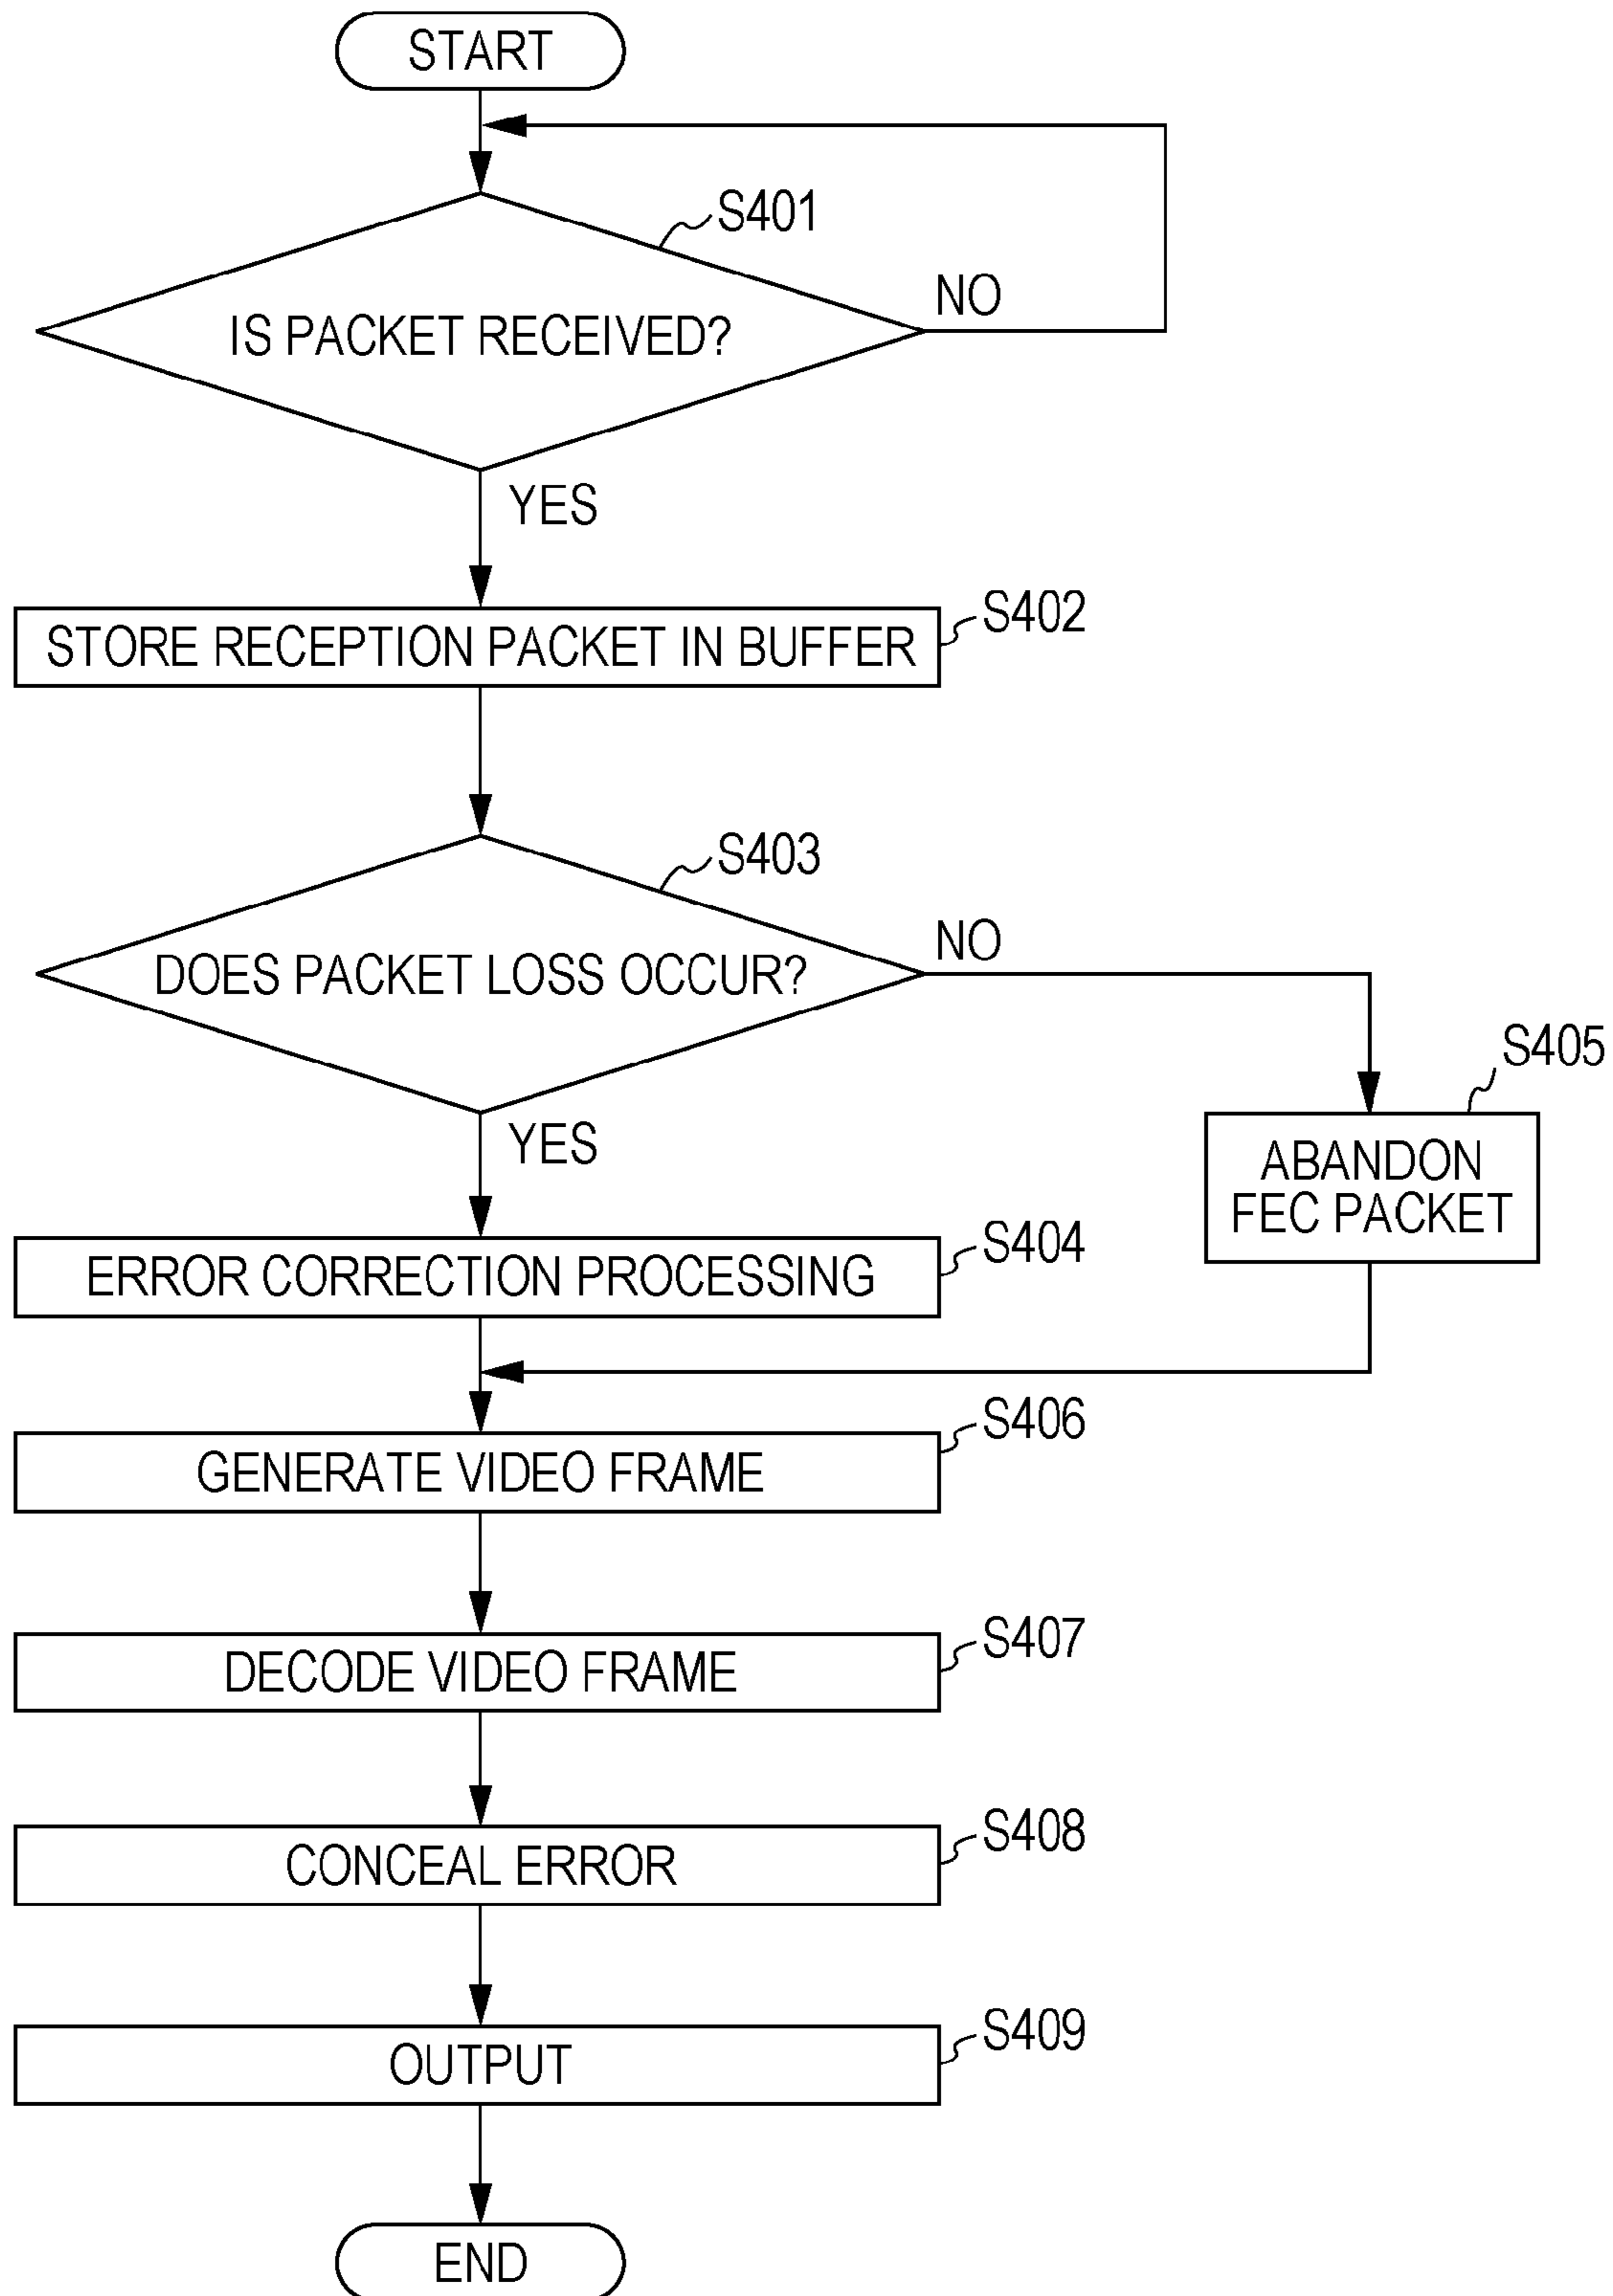 START
S401
IS PACKET RECEIVED?
NO
YES
S402
STORE RECEPTION PACKET IN BUFFER
S403
DOES PACKET LOSS OCCUR?
NO
S405
YES
ABANDON
FEC PACKET
S404
ERROR CORRECTION PROCESSING
S406
GENERATE VIDEO FRAME
S407
DECODE VIDEO FRAME
S408
CONCEAL ERROR
S409
OUTPUT
END